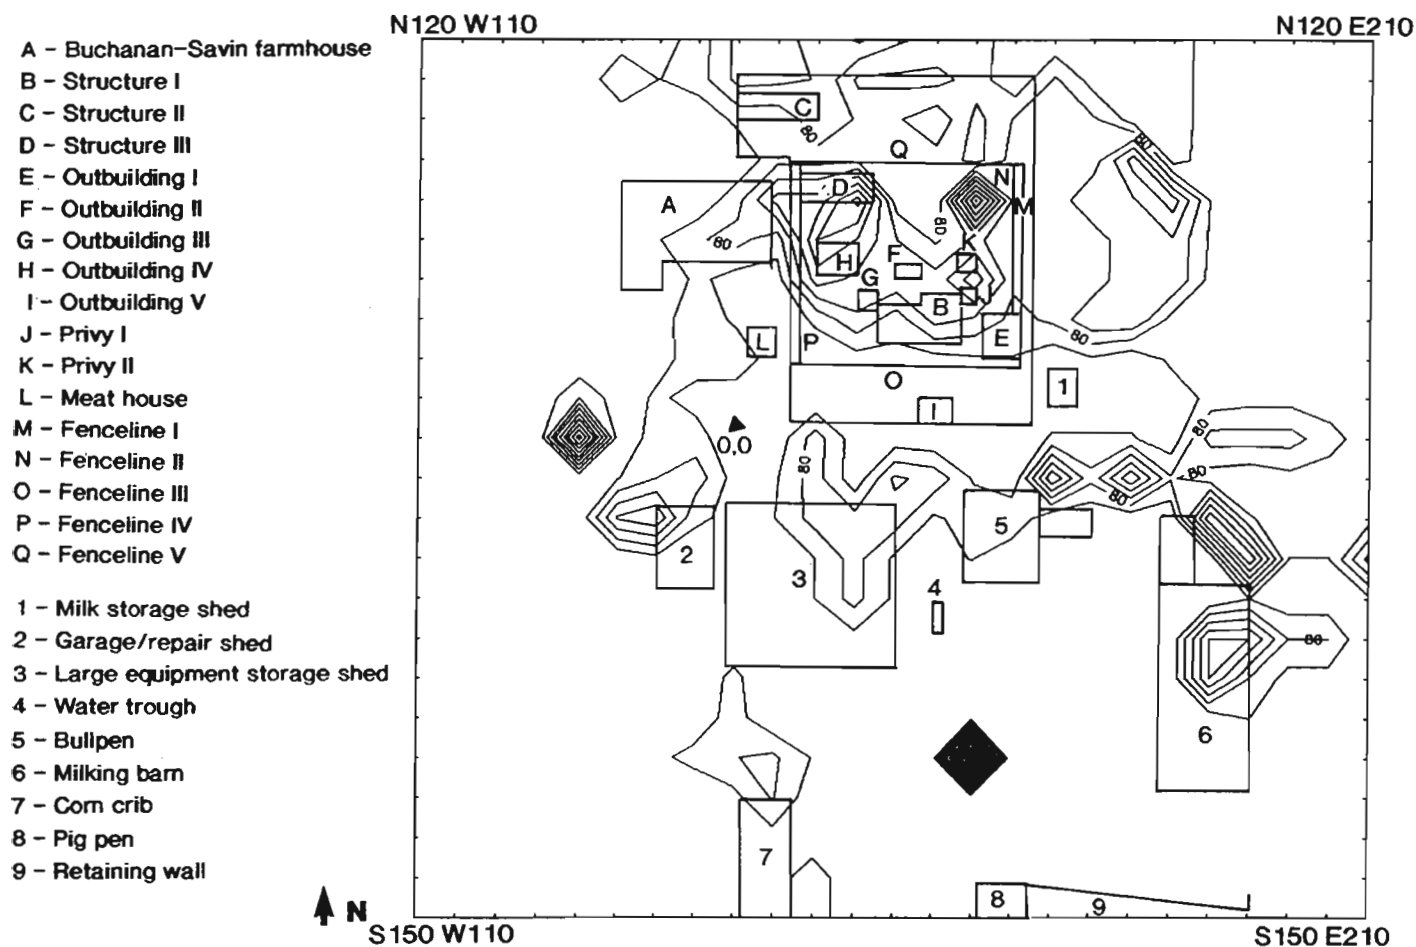 N120 W110
N120 E210
A - Buchanan-Savin farmhouse
B - Structure I
C - Structure II
D - Structure III
E - Outbuilding I
F - Outbuilding II
G - Outbuilding III
H - Outbuilding IV
I - Outbuilding V
J - Privy I
K - Privy II
L - Meat house
M - Fenceline I
N - Fenceline II
O - Fenceline III
P - Fenceline IV
Q - Fenceline V
1 - Milk storage shed
2 - Garage/repair shed
3 - Large equipment storage shed
4 - Water trough
5 - Bullpen
6 - Milking barn
7 - Corn crib
8 - Pig pen
9 - Retaining wall
N
C
80
80
Q
D
N
A
M
80
80
K
F
H
G
J
B
80
L
P
E
O
1
I
0,0
80
80
80
80
5
2
3
4
80
6
7
8
9
S150 W110
S150 E210